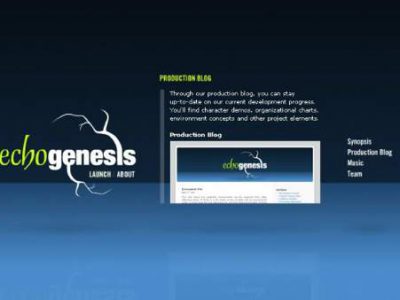 PRODUCTION BLOG
Through our production blog, you can stay
up-to-date on our current development progress.
You'll find character demos, organizational charts,
environment concepts and other project elements.
Production Blog
echogenesis
LAUNCH ABOUT
echogenesis
Synopsis
Production Blog
Music
Team